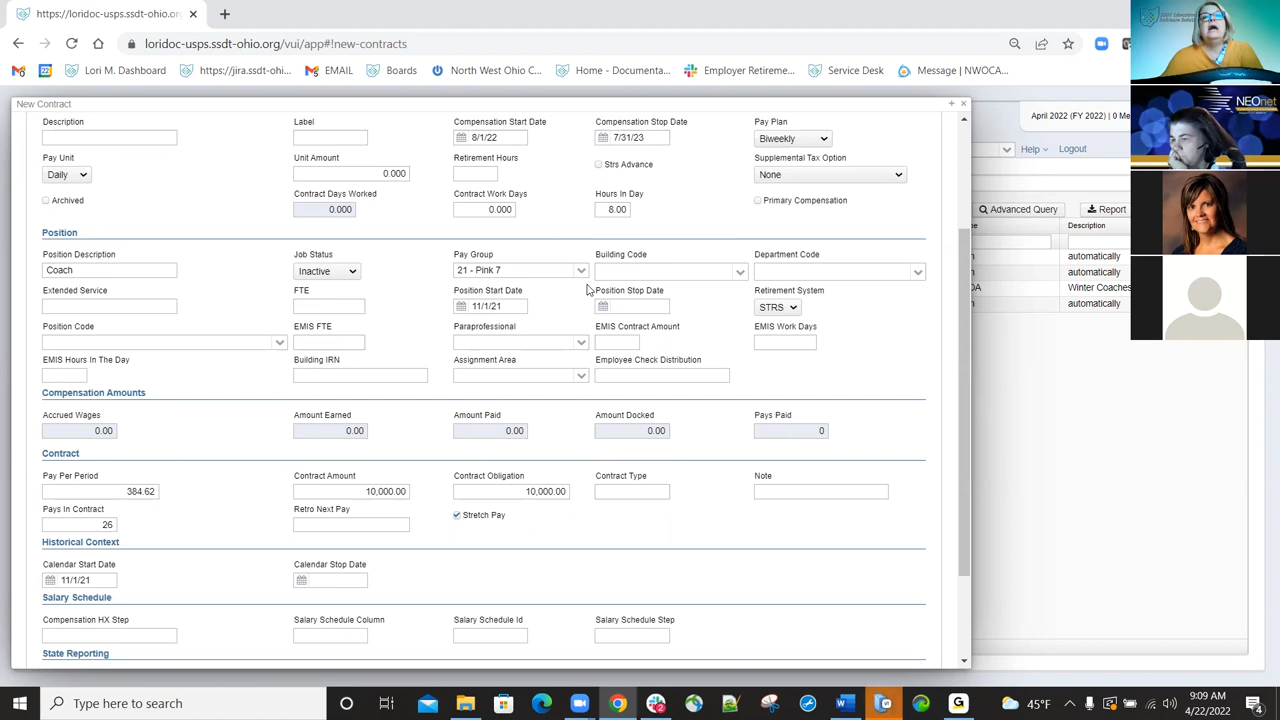 https://loridoc-usps.ssdt-ohio.o
loridoc-usps.ssdt-ohio.org/vui/app#!new-contracts
Lori M. Dashboard
https://jira.ssdt-ohi...
EMAIL
Boards
North West Ohio C...
Home - Documenta...
Employer Retireme...
Service Desk
Message | NWOCA...
New Contract
April 2022 (FY 2022) | 0 Me
Help
Logout
NEOnet
Description
Label
Compensation Start Date
Compensation Stop Date
Pay Plan
8/1/22
7/31/23
Biweekly
Pay Unit
Unit Amount
Retirement Hours
Strs Advance
Supplemental Tax Option
Daily
0.000
None
Archived
Contract Days Worked
Contract Work Days
Hours In Day
Primary Compensation
0.000
0.000
8.00
Advanced Query
Report
Description
automatically
automatically
Winter Coaches
automatically
Position
Position Description
Job Status
Pay Group
Building Code
Department Code
Coach
Inactive
21 - Pink 7
Extended Service
FTE
Position Start Date
Position Stop Date
Retirement System
11/1/21
STRS
Position Code
EMIS FTE
Paraprofessional
EMIS Contract Amount
EMIS Work Days
EMIS Hours In The Day
Building IRN
Assignment Area
Employee Check Distribution
Compensation Amounts
Accrued Wages
Amount Earned
Amount Paid
Amount Docked
Pays Paid
0.00
0.00
0.00
0.00
0
Contract
Pay Per Period
Contract Amount
Contract Obligation
Contract Type
Note
384.62
10,000.00
10,000.00
Pays In Contract
Retro Next Pay
Stretch Pay
26
Historical Context
Calendar Start Date
Calendar Stop Date
11/1/21
Salary Schedule
Compensation HX Step
Salary Schedule Column
Salary Schedule Id
Salary Schedule Step
State Reporting
Type here to search
45°F
9:09 AM
4/22/2022